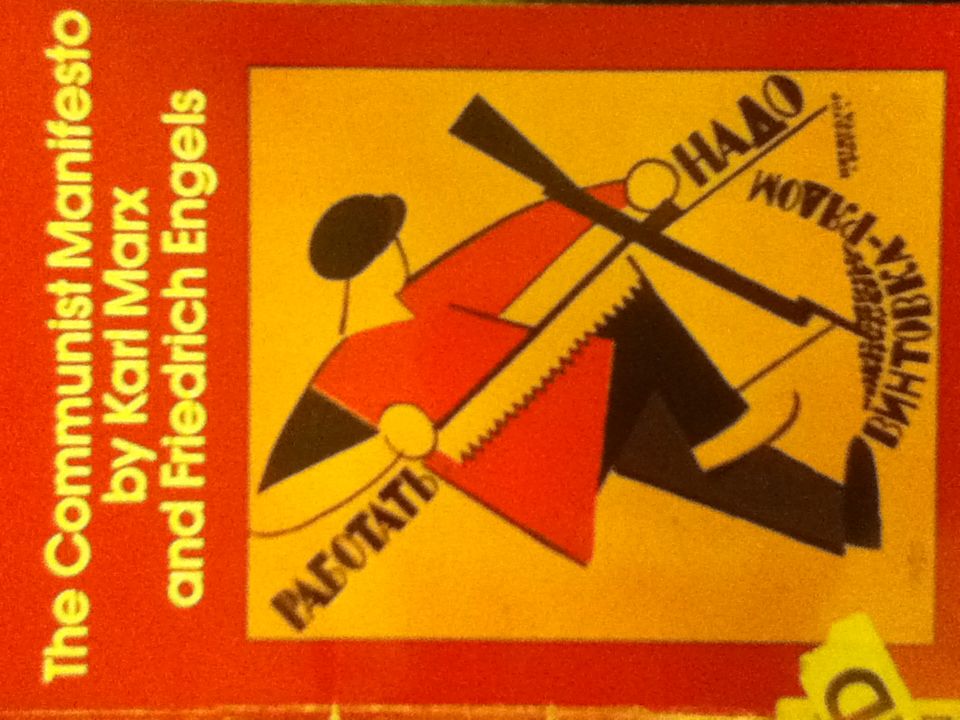 The Communist Manifesto
by Karl Marx
and Friedrich Engels
РАБОТАТЬ
НАДО
ВИНТОВКА-РЯДОМ
D